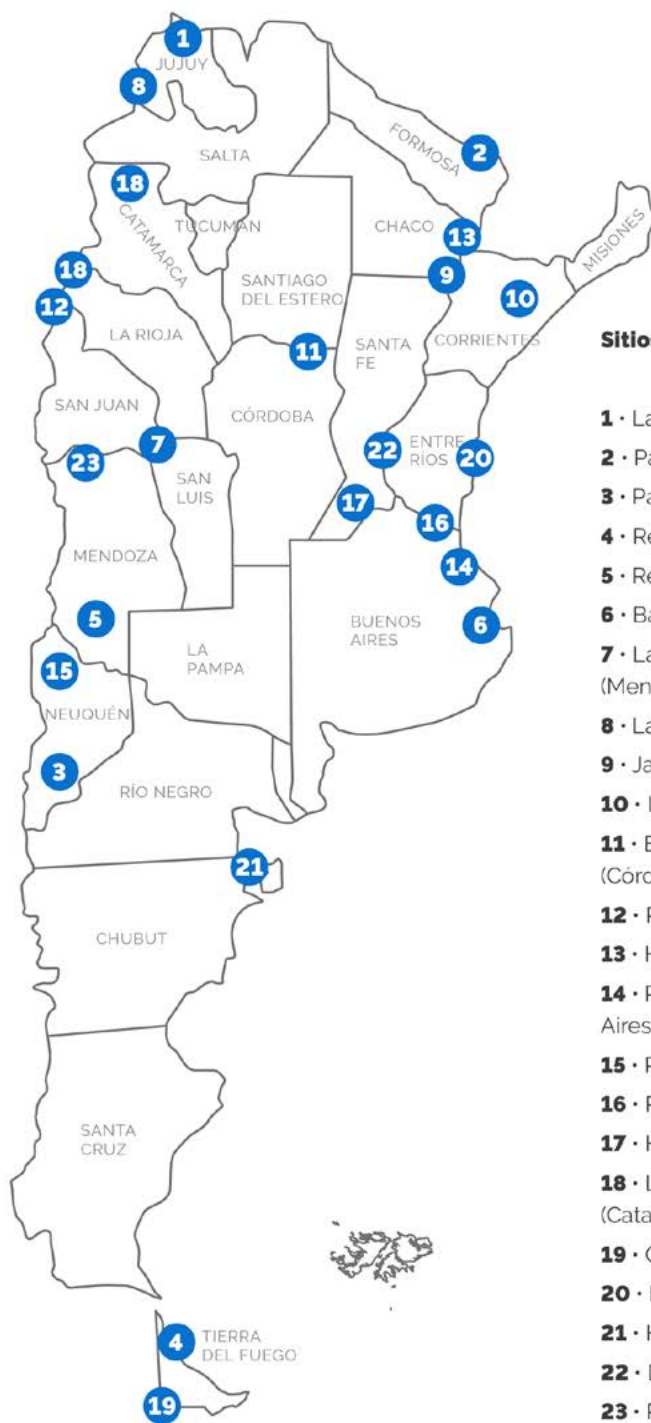 1
JUJUY
8
FORMOSA
2
SALTA
18
CATAMARCA
TUCUMAN
CHACO
13
MISIONES
18
9
SANTIAGO
DEL ESTERO
10
12
LA RIOJA
11
SANTA
FE
CORRIENTES
SAN JUAN
CÓRDOBA
7
23
22
ENTRE
RÍOS
20
SAN
LUIS
17
16
MENDOZA
14
5
BUENOS
AIRES
6
15
LA
PAMPA
NEUQUÉN
3
RÍO NEGRO
21
CHUBUT
SANTA
CRUZ
4
TIERRA
DEL FUEGO
19
Sitios
1 · La
2 · Pa
3 · Pa
4 · Re
5 · Re
6 · Ba
7 · La
(Men
8 · La
9 · Ja
10 ·
11 ·
(Córd
12 ·
13 ·
14 ·
Aires
15 ·
16 ·
17 ·
18 ·
(Cata
19 ·
20 ·
21 ·
22 ·
23 ·